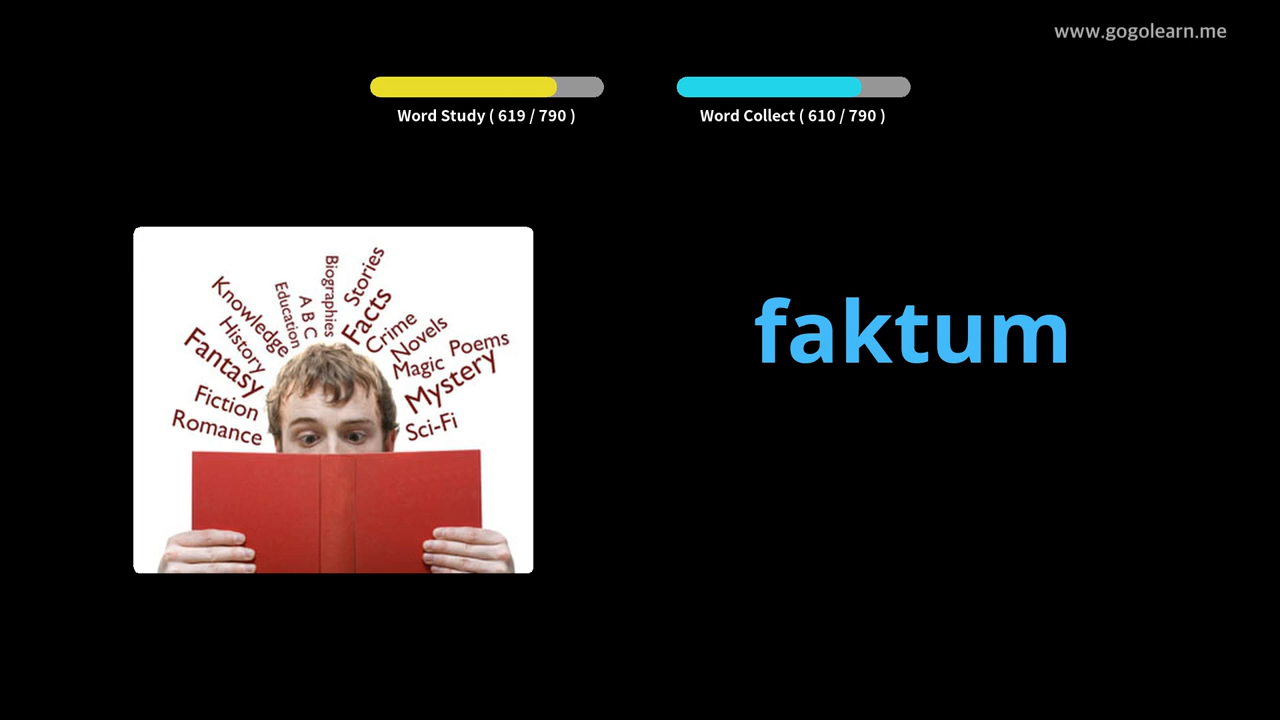 www.gogolearn.me
Word Study ( 619 / 790 )
Word Collect ( 610 / 790 )
Knowledge
Education
A B C
Biographies
Stories
Facts
History
Crime
Novels
Fantasy
Magic
Poems
Fiction
Mystery
Romance
Sci-Fi
faktum